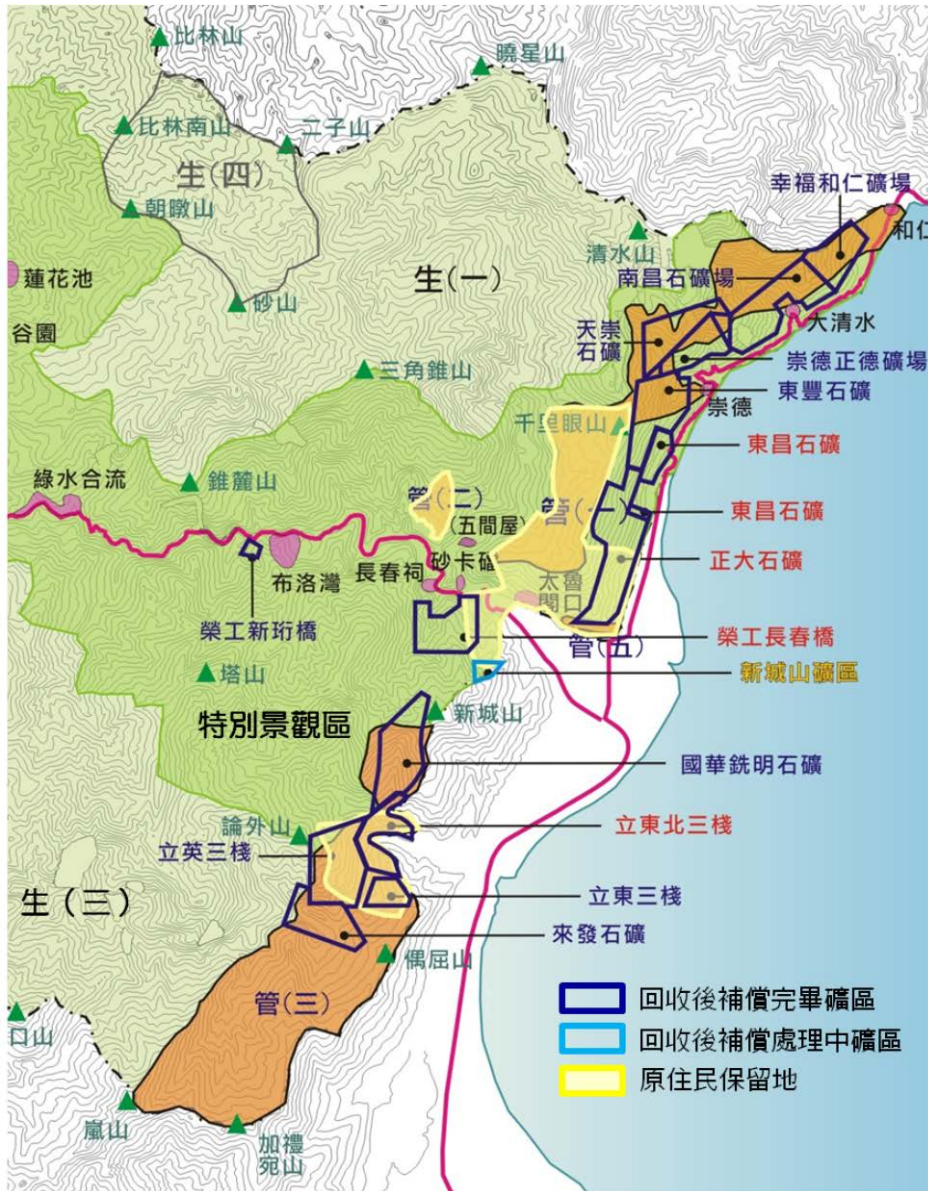 比林山
曉星山
比林南山
二子山
生(四)
幸福和仁礦場
朝暾山
清水山
和仁
蓮花池
生(一)
南昌石礦場
砂山
谷園
天崇
石礦
大清水
崇德正德礦場
三角錐山
東豐石礦
千里眼山
崇德
東昌石礦
綠水合流
錐麓山
管(二)
管(一)
東昌石礦
(五間屋)
長春祠
砂卡礑
正大石礦
布洛灣
太魯
閣口
榮工新珩橋
榮工長春橋
管(五)
塔山
新城山礦區
特別景觀區
新城山
國華銑明石礦
論外山
立東北三棧
立英三棧
生(三)
立東三棧
來發石礦
偶屈山
管(三)
回收後補償完畢礦區
口山
回收後補償處理中礦區
原住民保留地
嵐山
加禮
宛山